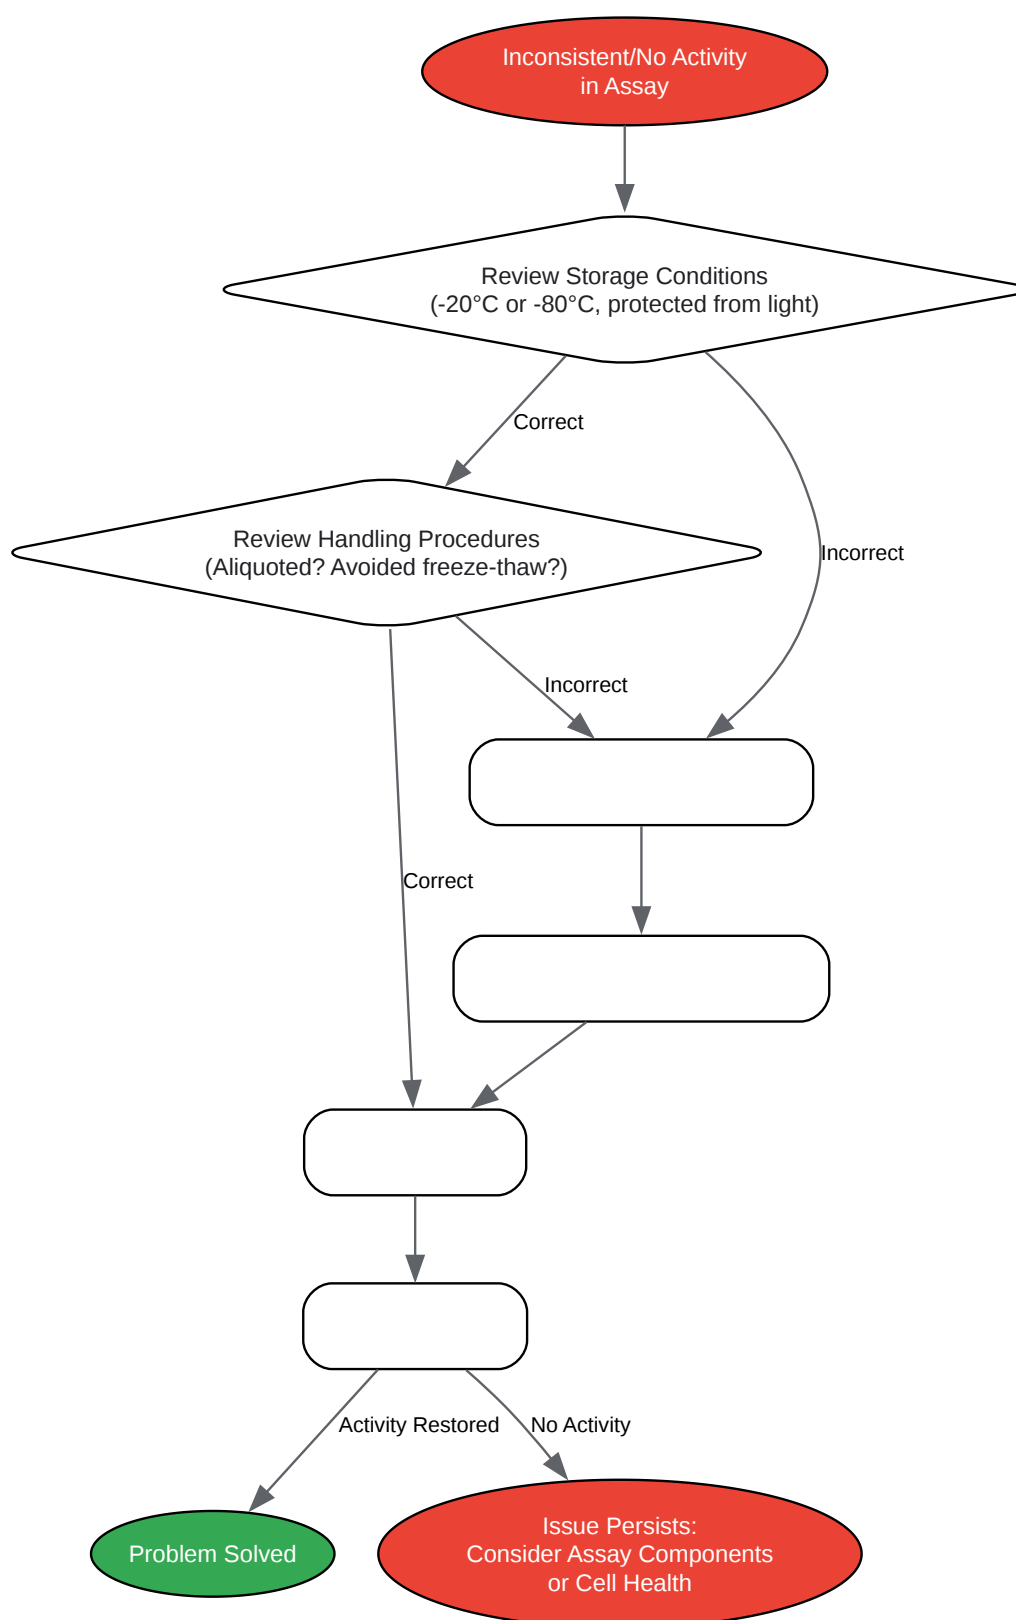 Inconsistent/No Activity
in Assay
Review Storage Conditions
(-20°C or -80°C, protected from light)
Correct
Incorrect
Review Handling Procedures
(Aliquoted? Avoided freeze-thaw?)
Incorrect
Correct
Activity Restored
No Activity
Problem Solved
Issue Persists:
Consider Assay Components
or Cell Health